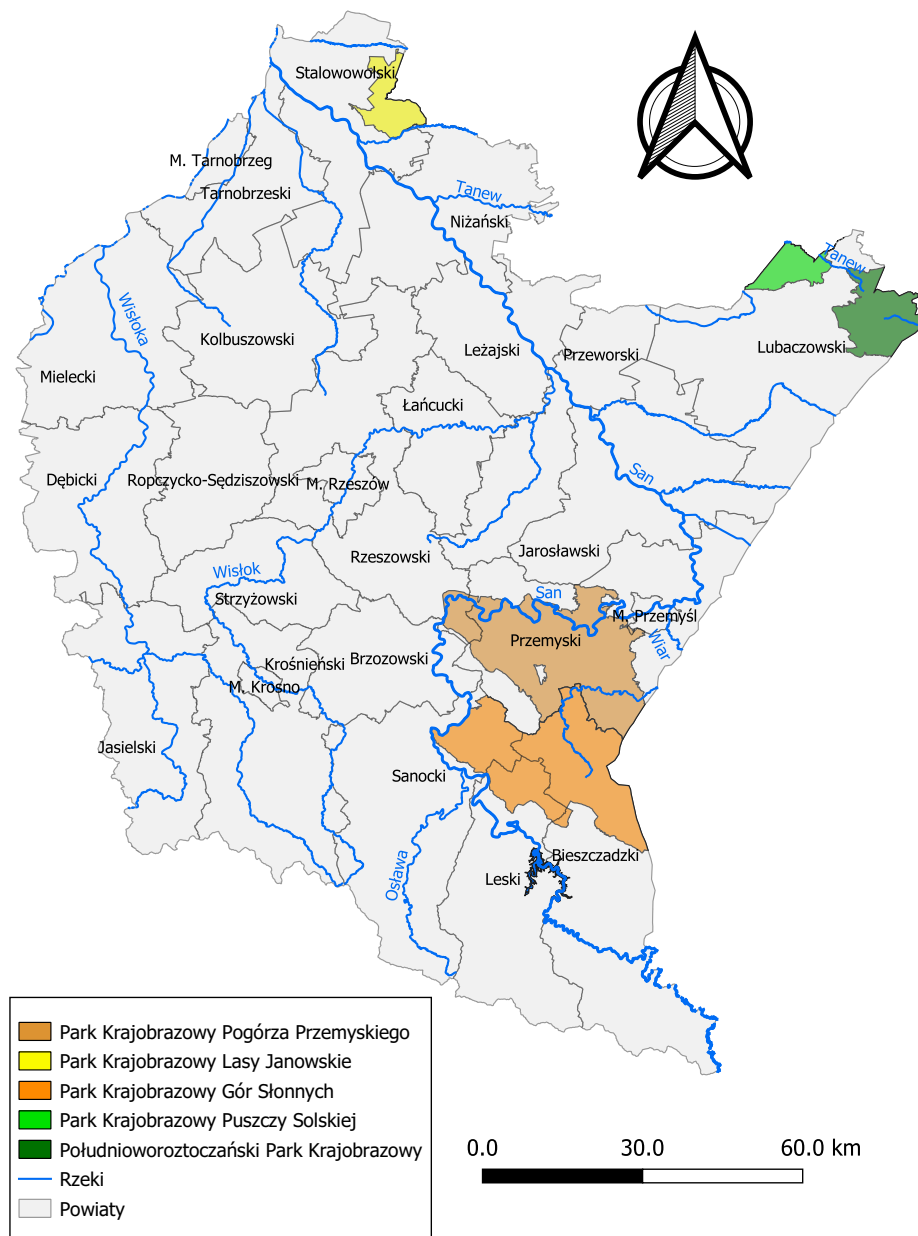 Stalowowolski
M. Tarnobrzeg
Tarnobrzeski
Tanew
Niżański
Tanew
Wisłoka
Kolbuszowski
Leżajski
Przeworski
Lubaczowski
Mielecki
Łańcucki
Dębicki
Ropczycko-Sędziszowski
M. Rzeszów
San
Rzeszowski
Jarosławski
Wisłok
Strzyżowski
San
M. Przemyśl
Przemyski
Wiar
Krośnieński
Brzozowski
M. Krosno
Jasielski
Sanocki
Bieszczadzki
Leski
Osława
Park Krajobrazowy Pogórza Przemyskiego
Park Krajobrazowy Lasy Janowskie
Park Krajobrazowy Gór Słonnych
Park Krajobrazowy Puszczy Solskiej
Południoworoztoczański Park Krajobrazowy
Rzeki
Powiaty
0.0 30.0 60.0 km